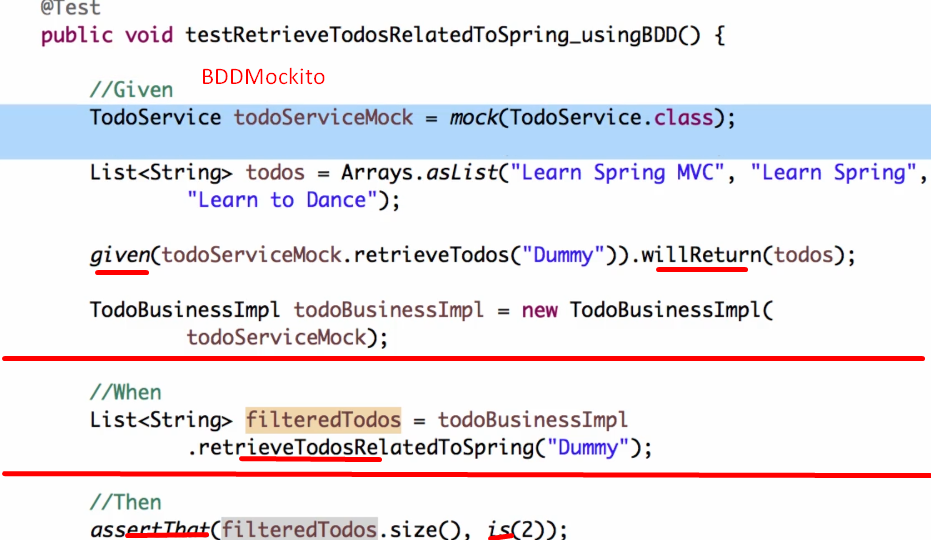 @Test
public void testRetrieveTodosRelatedToSpring_usingBDD() {
//Given BDDMockito
TodoService todoServiceMock = mock(TodoService.class);
List<String> todos = Arrays.asList("Learn Spring MVC", "Learn Spring",
"Learn to Dance");
given(todoServiceMock.retrieveTodos("Dummy")).willReturn(todos);
TodoBusinessImpl todoBusinessImpl = new TodoBusinessImpl(
todoServiceMock);
//When
List<String> filteredTodos = todoBusinessImpl
.retrieveTodosRelatedToSpring("Dummy");
//Then
assertThat(filteredTodos.size(), is(2));